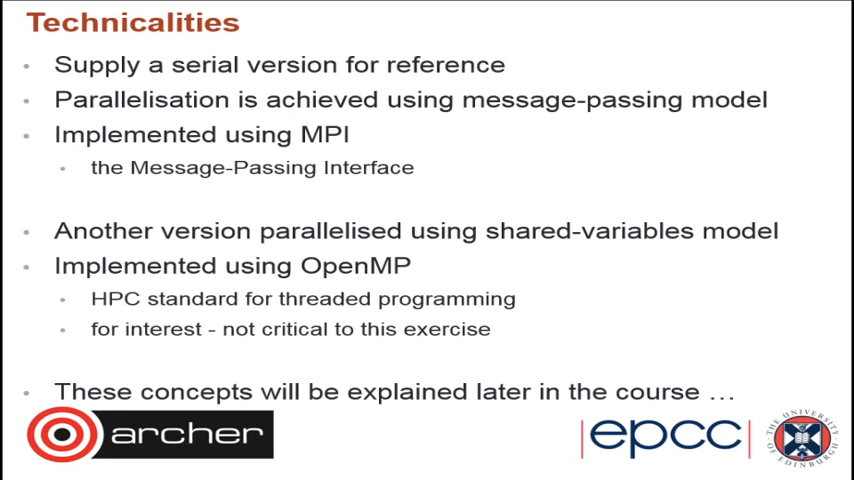 Technicalities
Supply a serial version for reference
Parallelisation is achieved using message-passing model
Implemented using MPI
the Message-Passing Interface
Another version parallelised using shared-variables model
Implemented using OpenMP
HPC standard for threaded programming
for interest - not critical to this exercise
These concepts will be explained later in the course …
archer
epcc
THE UNIVERSITY OF EDINBURGH